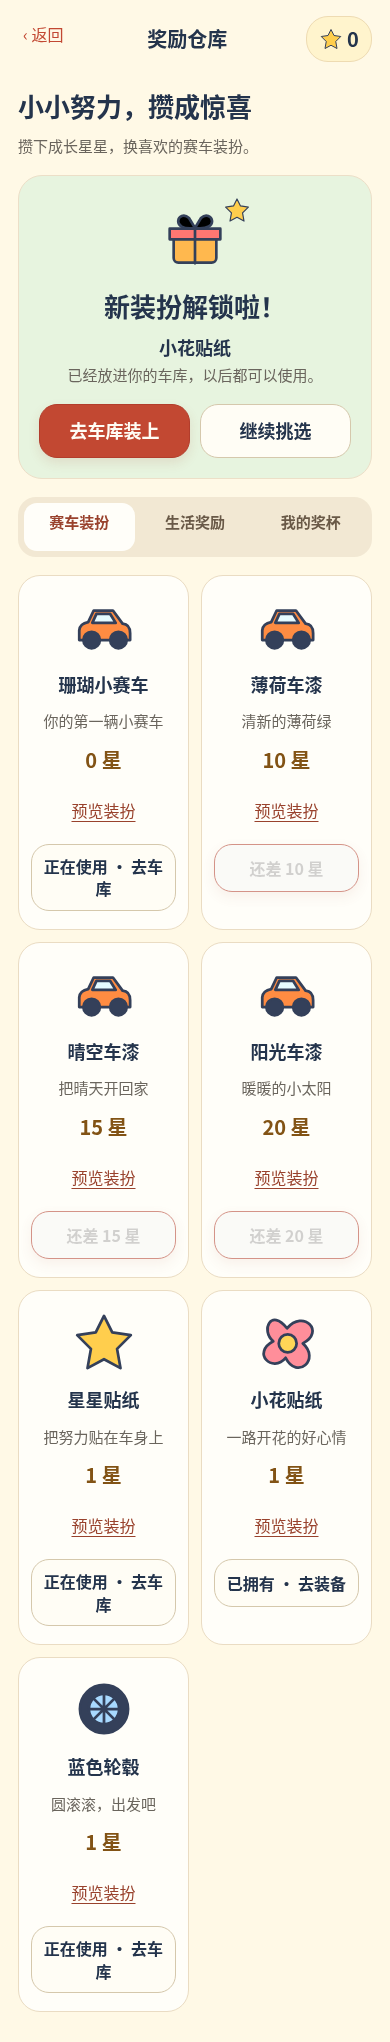 ‹ 返回
奖励仓库
0
小小努力，攒成惊喜
攒下成长星星，换喜欢的赛车装扮。
新装扮解锁啦！
小花贴纸
已经放进你的车库，以后都可以使用。
去车库装上
继续挑选
赛车装扮
生活奖励
我的奖杯
珊瑚小赛车
你的第一辆小赛车
0 星
预览装扮
正在使用 · 去车
库
薄荷车漆
清新的薄荷绿
10 星
预览装扮
还差 10 星
晴空车漆
把晴天开回家
15 星
预览装扮
还差 15 星
阳光车漆
暖暖的小太阳
20 星
预览装扮
还差 20 星
星星贴纸
把努力贴在车身上
1 星
预览装扮
正在使用 · 去车
库
小花贴纸
一路开花的好心情
1 星
预览装扮
已拥有 · 去装备
蓝色轮毂
圆滚滚，出发吧
1 星
预览装扮
正在使用 · 去车
库